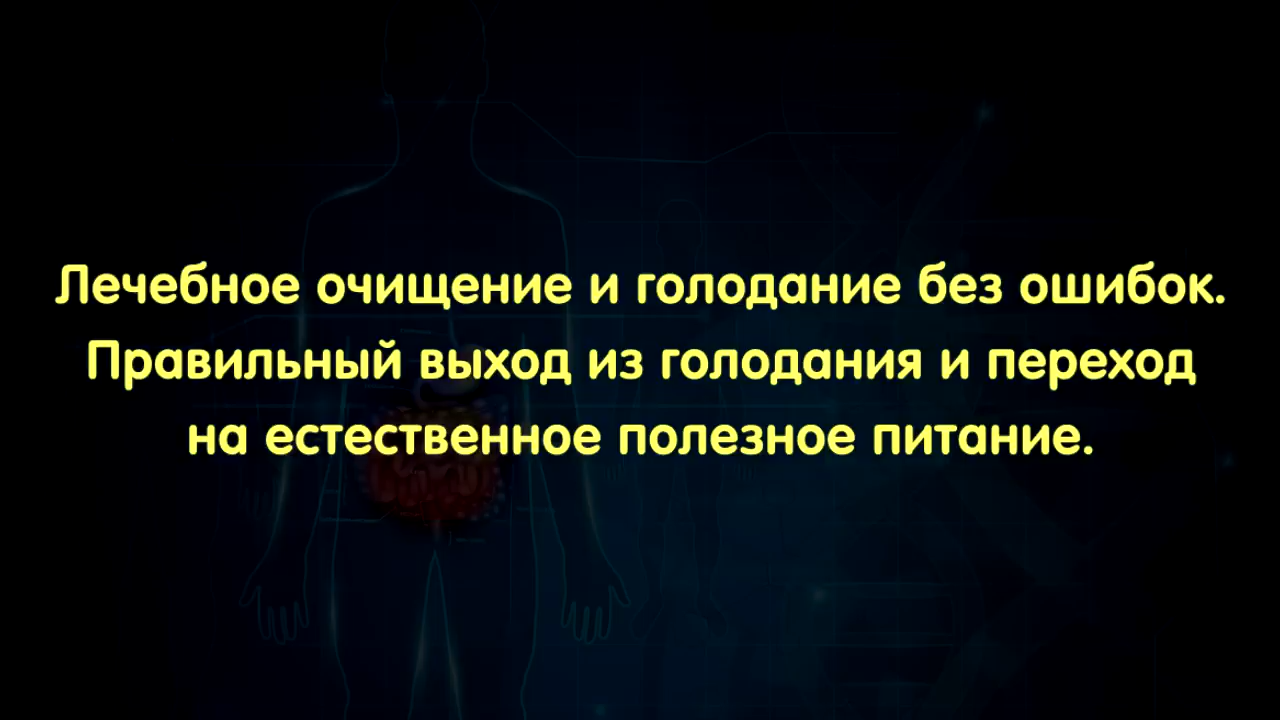 Лечебное очищение и голодание без ошибок.
Правильный выход из голодания и переход
на естественное полезное питание.